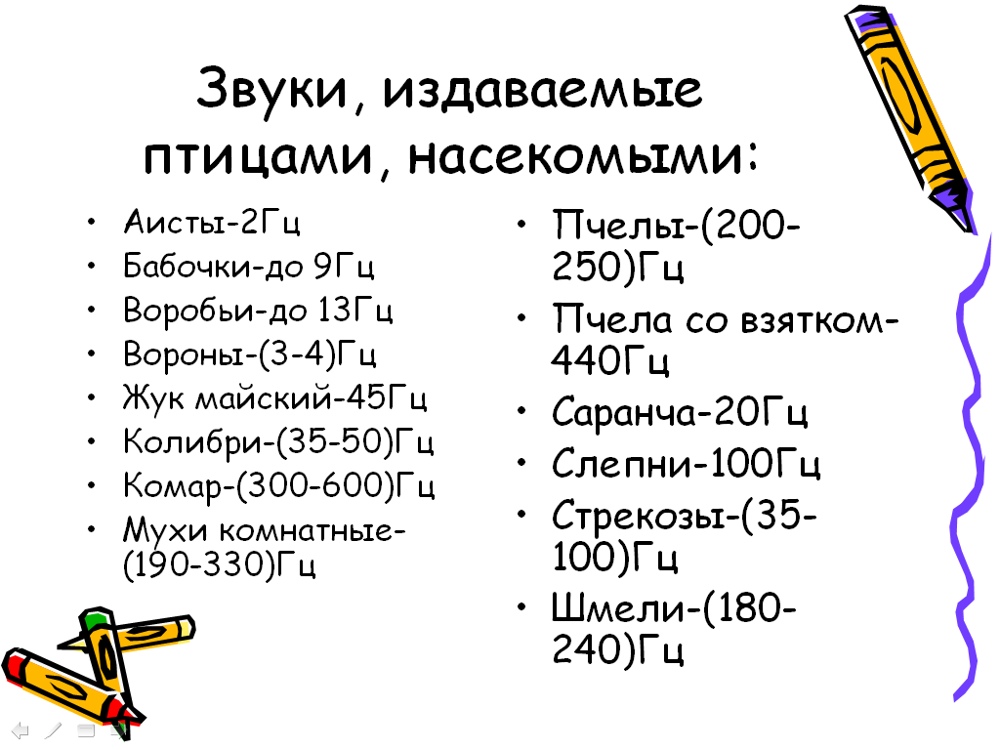 Звуки, издаваемые
птицами, насекомыми:
• Аисты-2Гц
• Бабочки-до 9Гц
• Воробьи-до 13Гц
• Вороны-(3-4)Гц
• Жук майский-45Гц
• Колибри-(35-50)Гц
• Комар-(300-600)Гц
• Мухи комнатные-
(190-330)Гц
• Пчелы-(200-
250)Гц
• Пчела со взятком-
440Гц
• Саранча-20Гц
• Слепни-100Гц
• Стрекозы-(35-
100)Гц
• Шмели-(180-
240)Гц